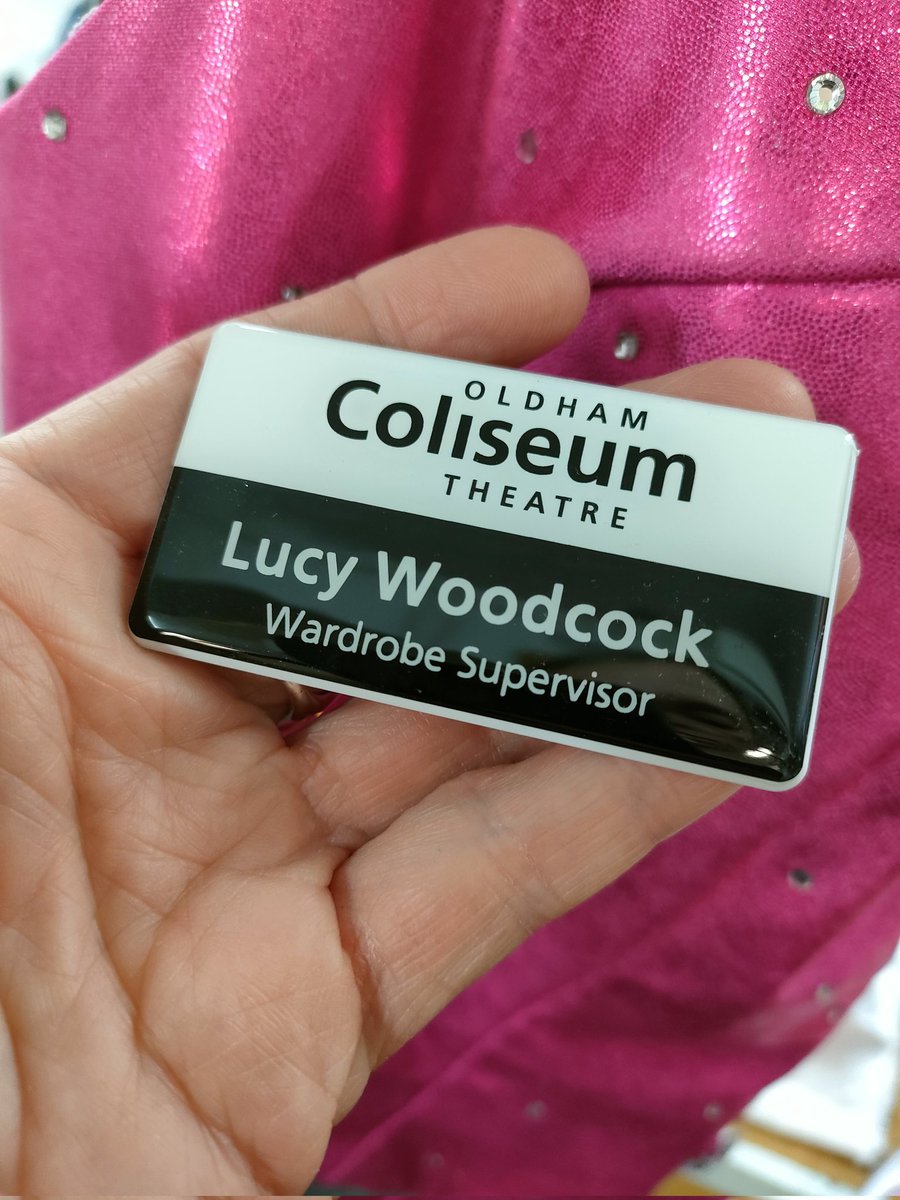 OLDHAM
Coliseum
THEATRE
Lucy Woodcock
Wardrobe Supervisor